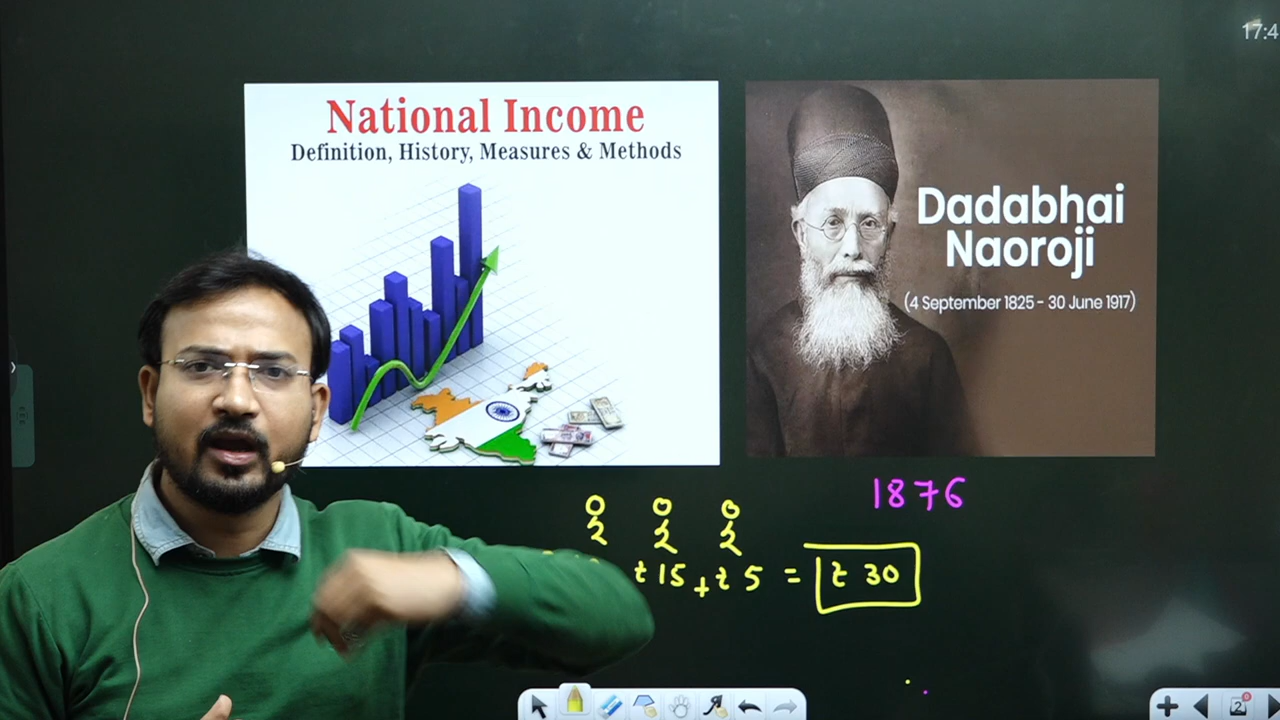 17:4
National Income
Definition, History, Measures & Methods
Dadabhai
Naoroji
(4 September 1825 - 30 June 1917)
1876
₹ 15 + ₹ 5 = ₹ 30
2